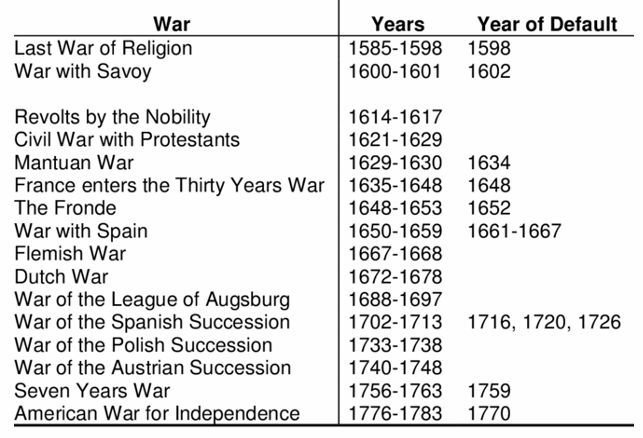 War Years Year of Default
Last War of Religion 1585-1598 1598
War with Savoy 1600-1601 1602
Revolts by the Nobility 1614-1617
Civil War with Protestants 1621-1629
Mantuan War 1629-1630 1634
France enters the Thirty Years War 1635-1648 1648
The Fronde 1648-1653 1652
War with Spain 1650-1659 1661-1667
Flemish War 1667-1668
Dutch War 1672-1678
War of the League of Augsburg 1688-1697
War of the Spanish Succession 1702-1713 1716, 1720, 1726
War of the Polish Succession 1733-1738
War of the Austrian Succession 1740-1748
Seven Years War 1756-1763 1759
American War for Independence 1776-1783 1770